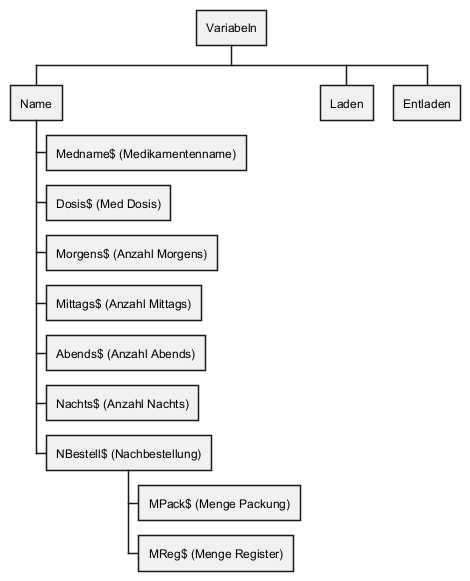 Variabeln
Name
Laden
Entladen
Medname$ (Medikamentenname)
Dosis$ (Med Dosis)
Morgens$ (Anzahl Morgens)
Mittags$ (Anzahl Mittags)
Abends$ (Anzahl Abends)
Nachts$ (Anzahl Nachts)
NBestell$ (Nachbestellung)
MPack$ (Menge Packung)
MReg$ (Menge Register)